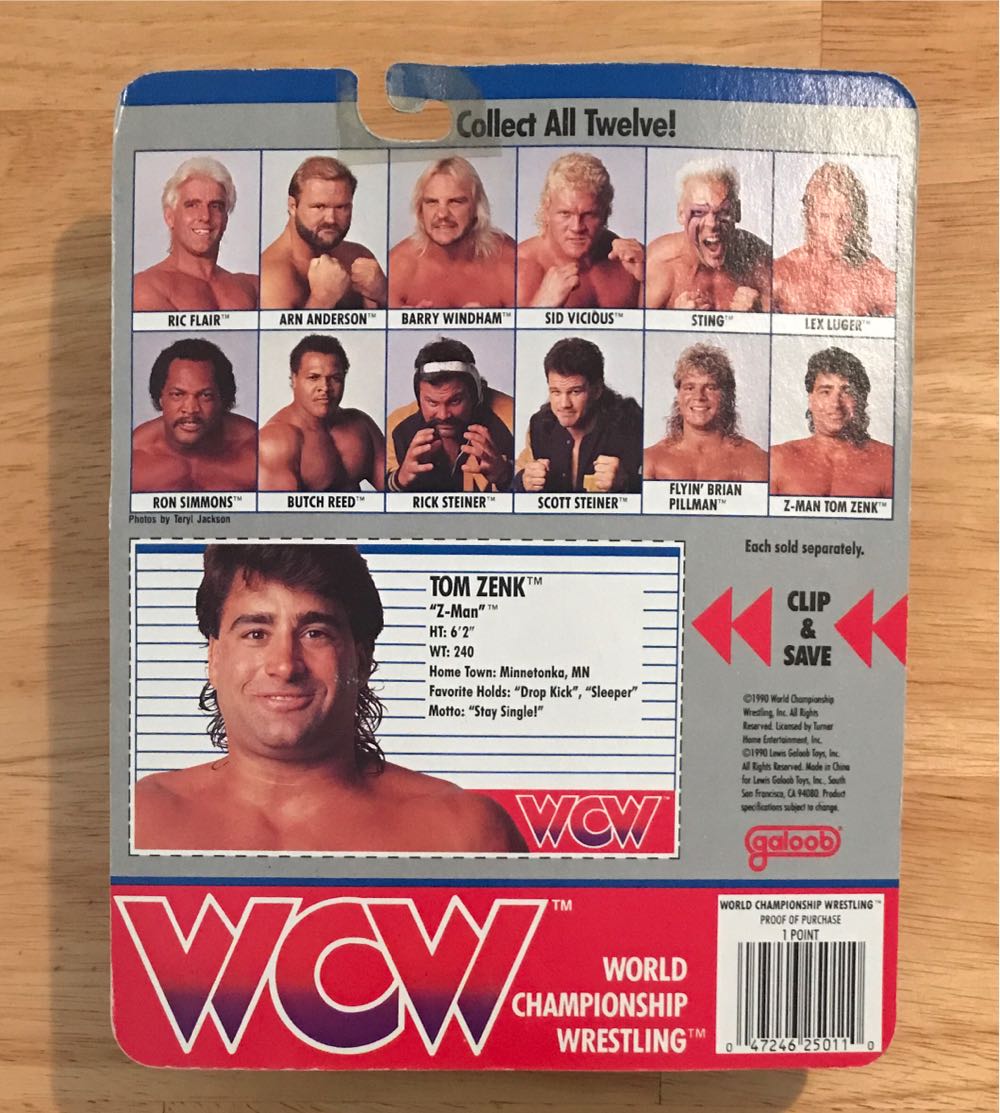 Collect All Twelve!
RIC FLAIR™
ARN ANDERSON™
BARRY WINDHAM™
SID VICIOUS™
STING™
LEX LUGER™
RON SIMMONS™
BUTCH REED™
RICK STEINER™
SCOTT STEINER™
FLYIN' BRIAN
PILLMAN™
Z-MAN TOM ZENK™
Photos by Teryl Jackson
Each sold separately.
TOM ZENK™
"Z-Man"™
HT: 6'2"
WT: 240
Home Town: Minnetonka, MN
Favorite Holds: "Drop Kick", "Sleeper"
Motto: "Stay Single!"
WCW™
CLIP
&
SAVE
©1990 World Championship
Wrestling, Inc. All Rights
Reserved. Licensed by Turner
Home Entertainment, Inc.
©1990 Lewis Galoob Toys, Inc.
All Rights Reserved. Made in China
for Lewis Galoob Toys, Inc., South
San Francisco, CA 94080. Product
specifications subject to change.
galoob®
WCW™
WORLD
CHAMPIONSHIP
WRESTLING™
WORLD CHAMPIONSHIP WRESTLING™
PROOF OF PURCHASE
1 POINT
0 47246 25011 0